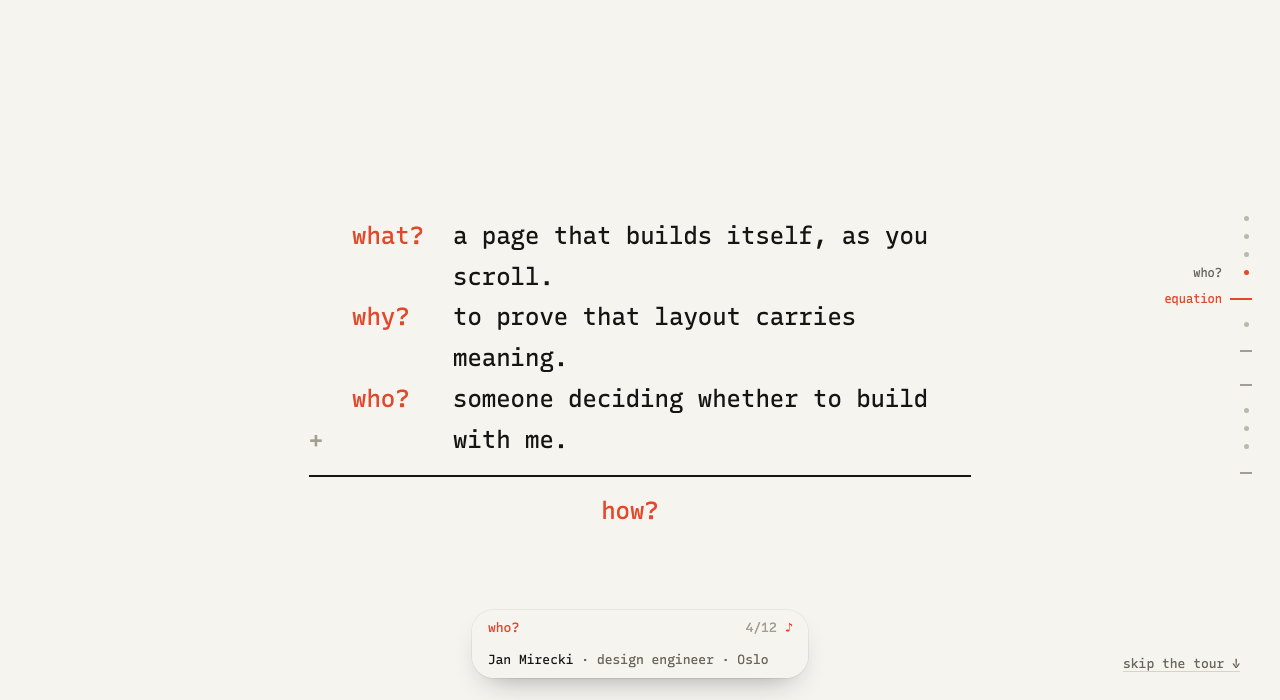 what? a page that builds itself, as you
scroll.
why? to prove that layout carries
meaning.
who? someone deciding whether to build
+ with me.
how?
who?
equation
who? 4/12 ♪
Jan Mirecki · design engineer · Oslo
skip the tour ↓